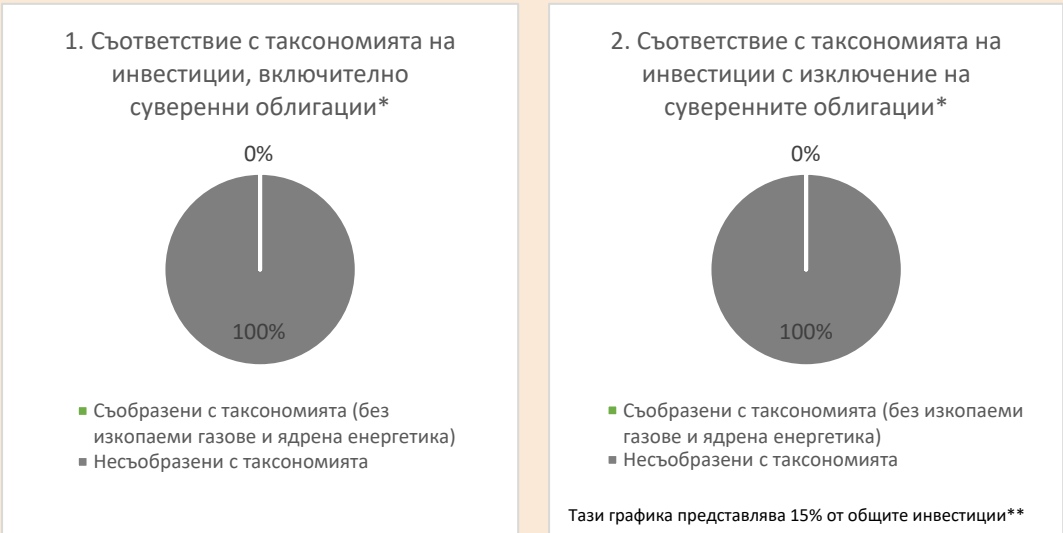 1. Съответствие с таксономията на
инвестиции, включително
суверенни облигации*
0%
100%
Съобразени с таксономията (без
изкопаеми газове и ядрена енергетика)
Несъобразени с таксономията
2. Съответствие с таксономията на
инвестиции с изключение на
суверенните облигации*
0%
100%
Съобразени с таксономията (без изкопаеми
газове и ядрена енергетика)
Несъобразени с таксономията
Тази графика представлява 15% от общите инвестиции**